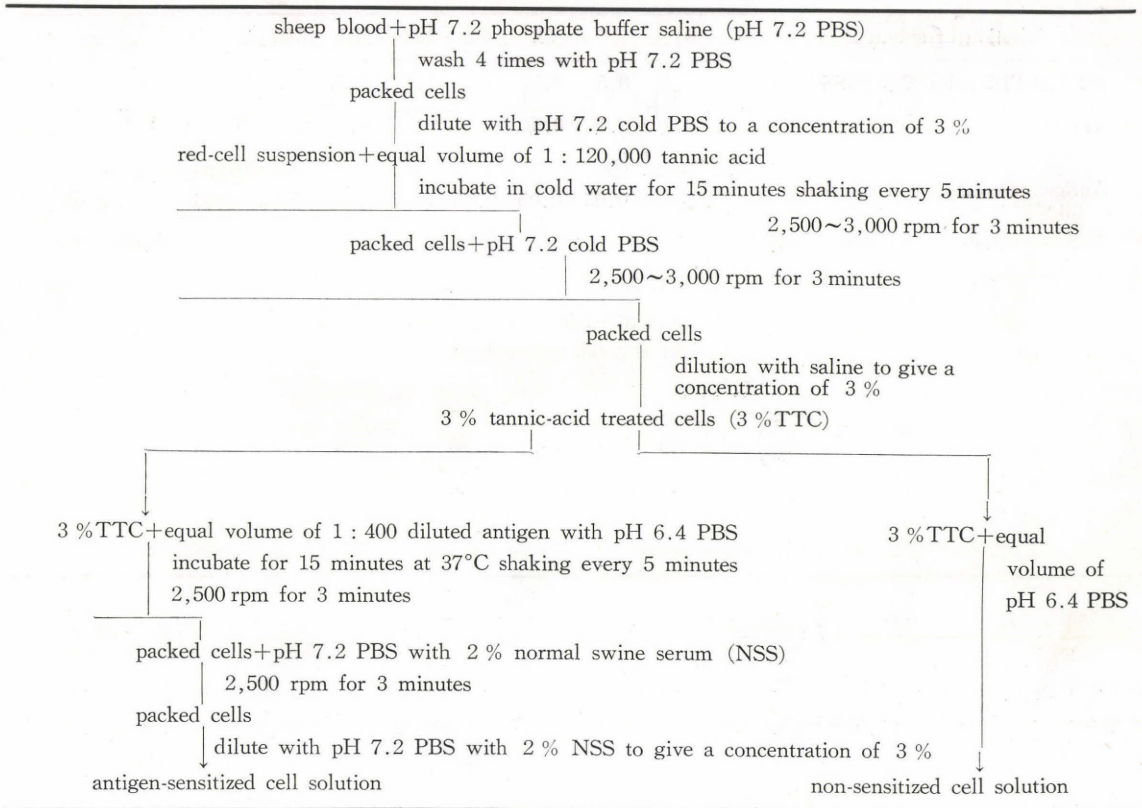 sheep blood+pH 7.2 phosphate buffer saline (pH 7.2 PBS)
wash 4 times with pH 7.2 PBS
packed cells
dilute with pH 7.2 cold PBS to a concentration of 3 %
red-cell suspension+equal volume of 1 : 120,000 tannic acid
incubate in cold water for 15 minutes shaking every 5 minutes
2,500~3,000 rpm for 3 minutes
packed cells+pH 7.2 cold PBS
2,500~3,000 rpm for 3 minutes
packed cells
dilution with saline to give a
concentration of 3 %
3 % tannic-acid treated cells (3 %TTC)
3 %TTC+equal volume of 1 : 400 diluted antigen with pH 6.4 PBS
incubate for 15 minutes at 37°C shaking every 5 minutes
2,500 rpm for 3 minutes
packed cells+pH 7.2 PBS with 2 % normal swine serum (NSS)
2,500 rpm for 3 minutes
packed cells
dilute with pH 7.2 PBS with 2 % NSS to give a concentration of 3 %
antigen-sensitized cell solution
3 %TTC+equal
volume of
pH 6.4 PBS
non-sensitized cell solution